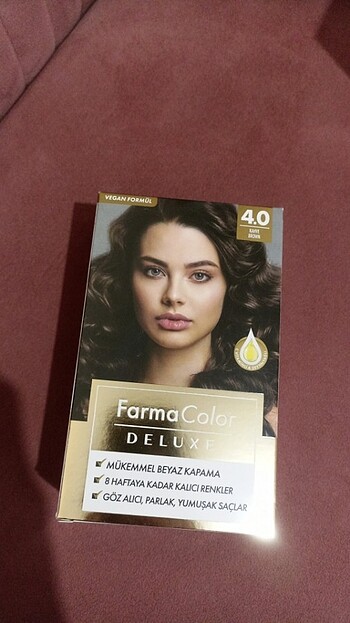 VEGAN FORMÜL
4.0
KAHVE
FarmaColor
DELUXE
MÜKEMMEL BEYAZ KAPAMA
8 HAFTAYA KADAR KALICI RENKLER
GÖZ ALICI, PARLAK, YUMUŞAK SAÇLAR